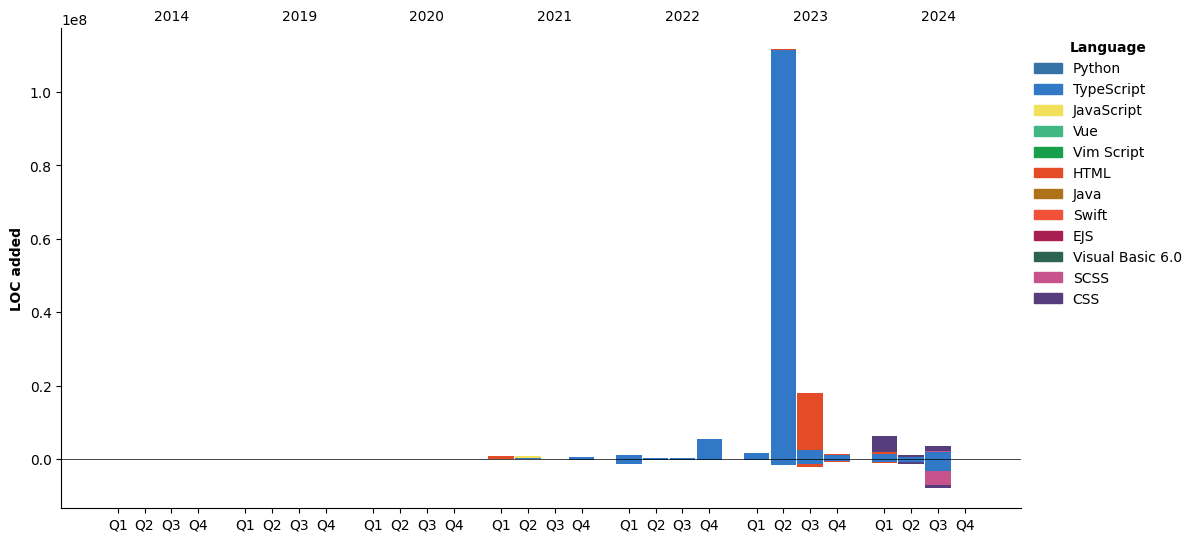 1e8
2014 2019 2020 2021 2022 2023 2024
Language
Python
TypeScript
JavaScript
Vue
Vim Script
HTML
Java
Swift
EJS
Visual Basic 6.0
SCSS
CSS
LOC added
1.0
0.8
0.6
0.4
0.2
0.0
Q1 Q2 Q3 Q4 Q1 Q2 Q3 Q4 Q1 Q2 Q3 Q4 Q1 Q2 Q3 Q4 Q1 Q2 Q3 Q4 Q1 Q2 Q3 Q4 Q1 Q2 Q3 Q4